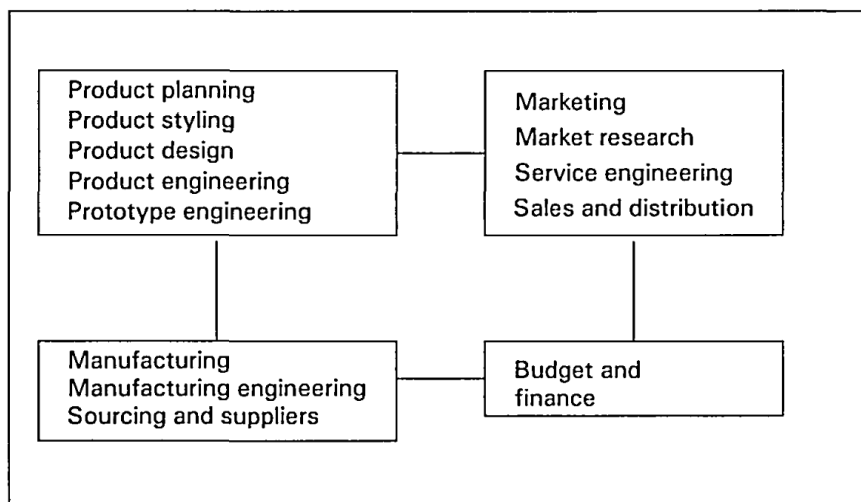 Product planning
Product styling
Product design
Product engineering
Prototype engineering
Marketing
Market research
Service engineering
Sales and distribution
Manufacturing
Manufacturing engineering
Sourcing and suppliers
Budget and
finance